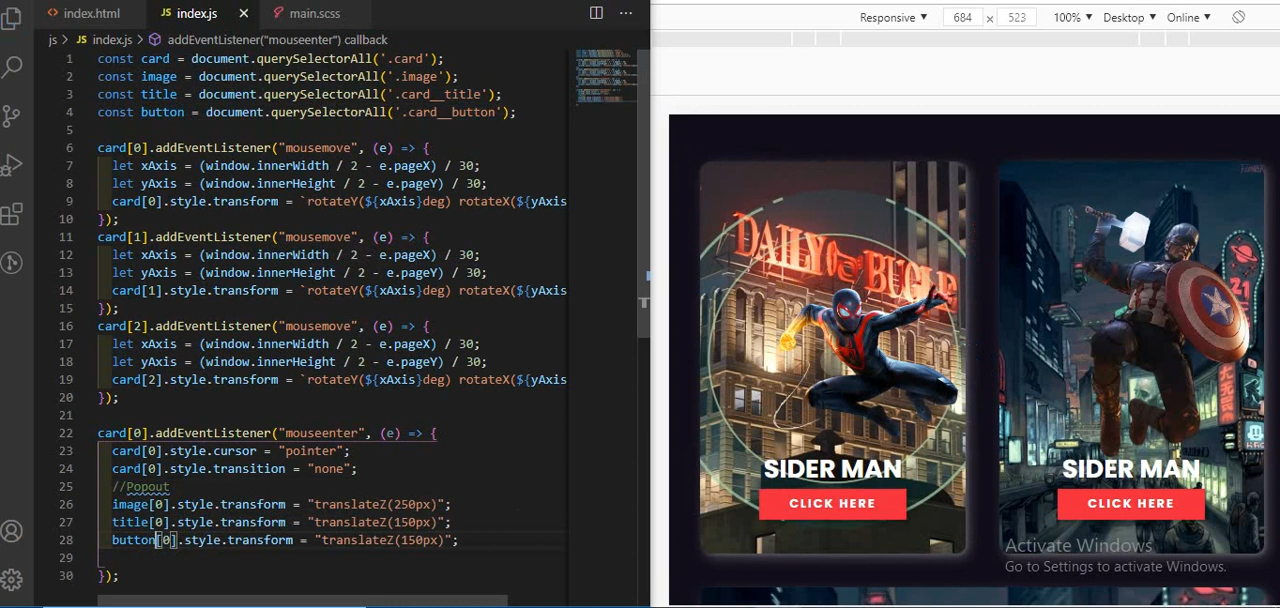 index.html
JS index.js
main.scss
js > JS index.js > addEventListener("mouseenter") callback
1 const card = document.querySelectorAll('.card');
2 const image = document.querySelectorAll('.image');
3 const title = document.querySelectorAll('.card__title');
4 const button = document.querySelectorAll('.card__button');
5
6 card[0].addEventListener("mousemove", (e) => {
7 let xAxis = (window.innerWidth / 2 - e.pageX) / 30;
8 let yAxis = (window.innerHeight / 2 - e.pageY) / 30;
9 card[0].style.transform = `rotateY(${xAxis}deg) rotateX(${yAxis
10 });
11 card[1].addEventListener("mousemove", (e) => {
12 let xAxis = (window.innerWidth / 2 - e.pageX) / 30;
13 let yAxis = (window.innerHeight / 2 - e.pageY) / 30;
14 card[1].style.transform = `rotateY(${xAxis}deg) rotateX(${yAxis
15 });
16 card[2].addEventListener("mousemove", (e) => {
17 let xAxis = (window.innerWidth / 2 - e.pageX) / 30;
18 let yAxis = (window.innerHeight / 2 - e.pageY) / 30;
19 card[2].style.transform = `rotateY(${xAxis}deg) rotateX(${yAxis
20 });
21
22 card[0].addEventListener("mouseenter", (e) => {
23 card[0].style.cursor = "pointer";
24 card[0].style.transition = "none";
25 //Popout
26 image[0].style.transform = "translateZ(250px)";
27 title[0].style.transform = "translateZ(150px)";
28 button[0].style.transform = "translateZ(150px)";
29
30 });
Responsive 684 x 523 100% Desktop Online
DAILY BUGLE
SIDER MAN
CLICK HERE
21
SIDER MAN
CLICK HERE
Activate Windows
Go to Settings to activate Windows.